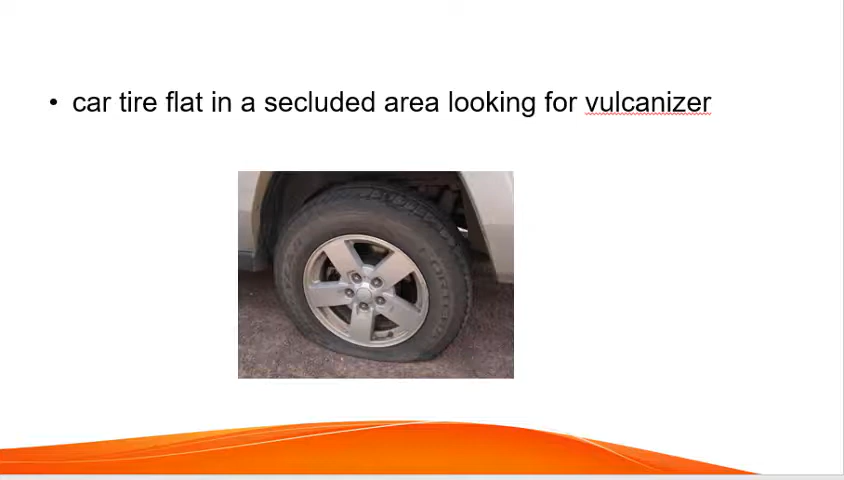 • car tire flat in a secluded area looking for vulcanizer